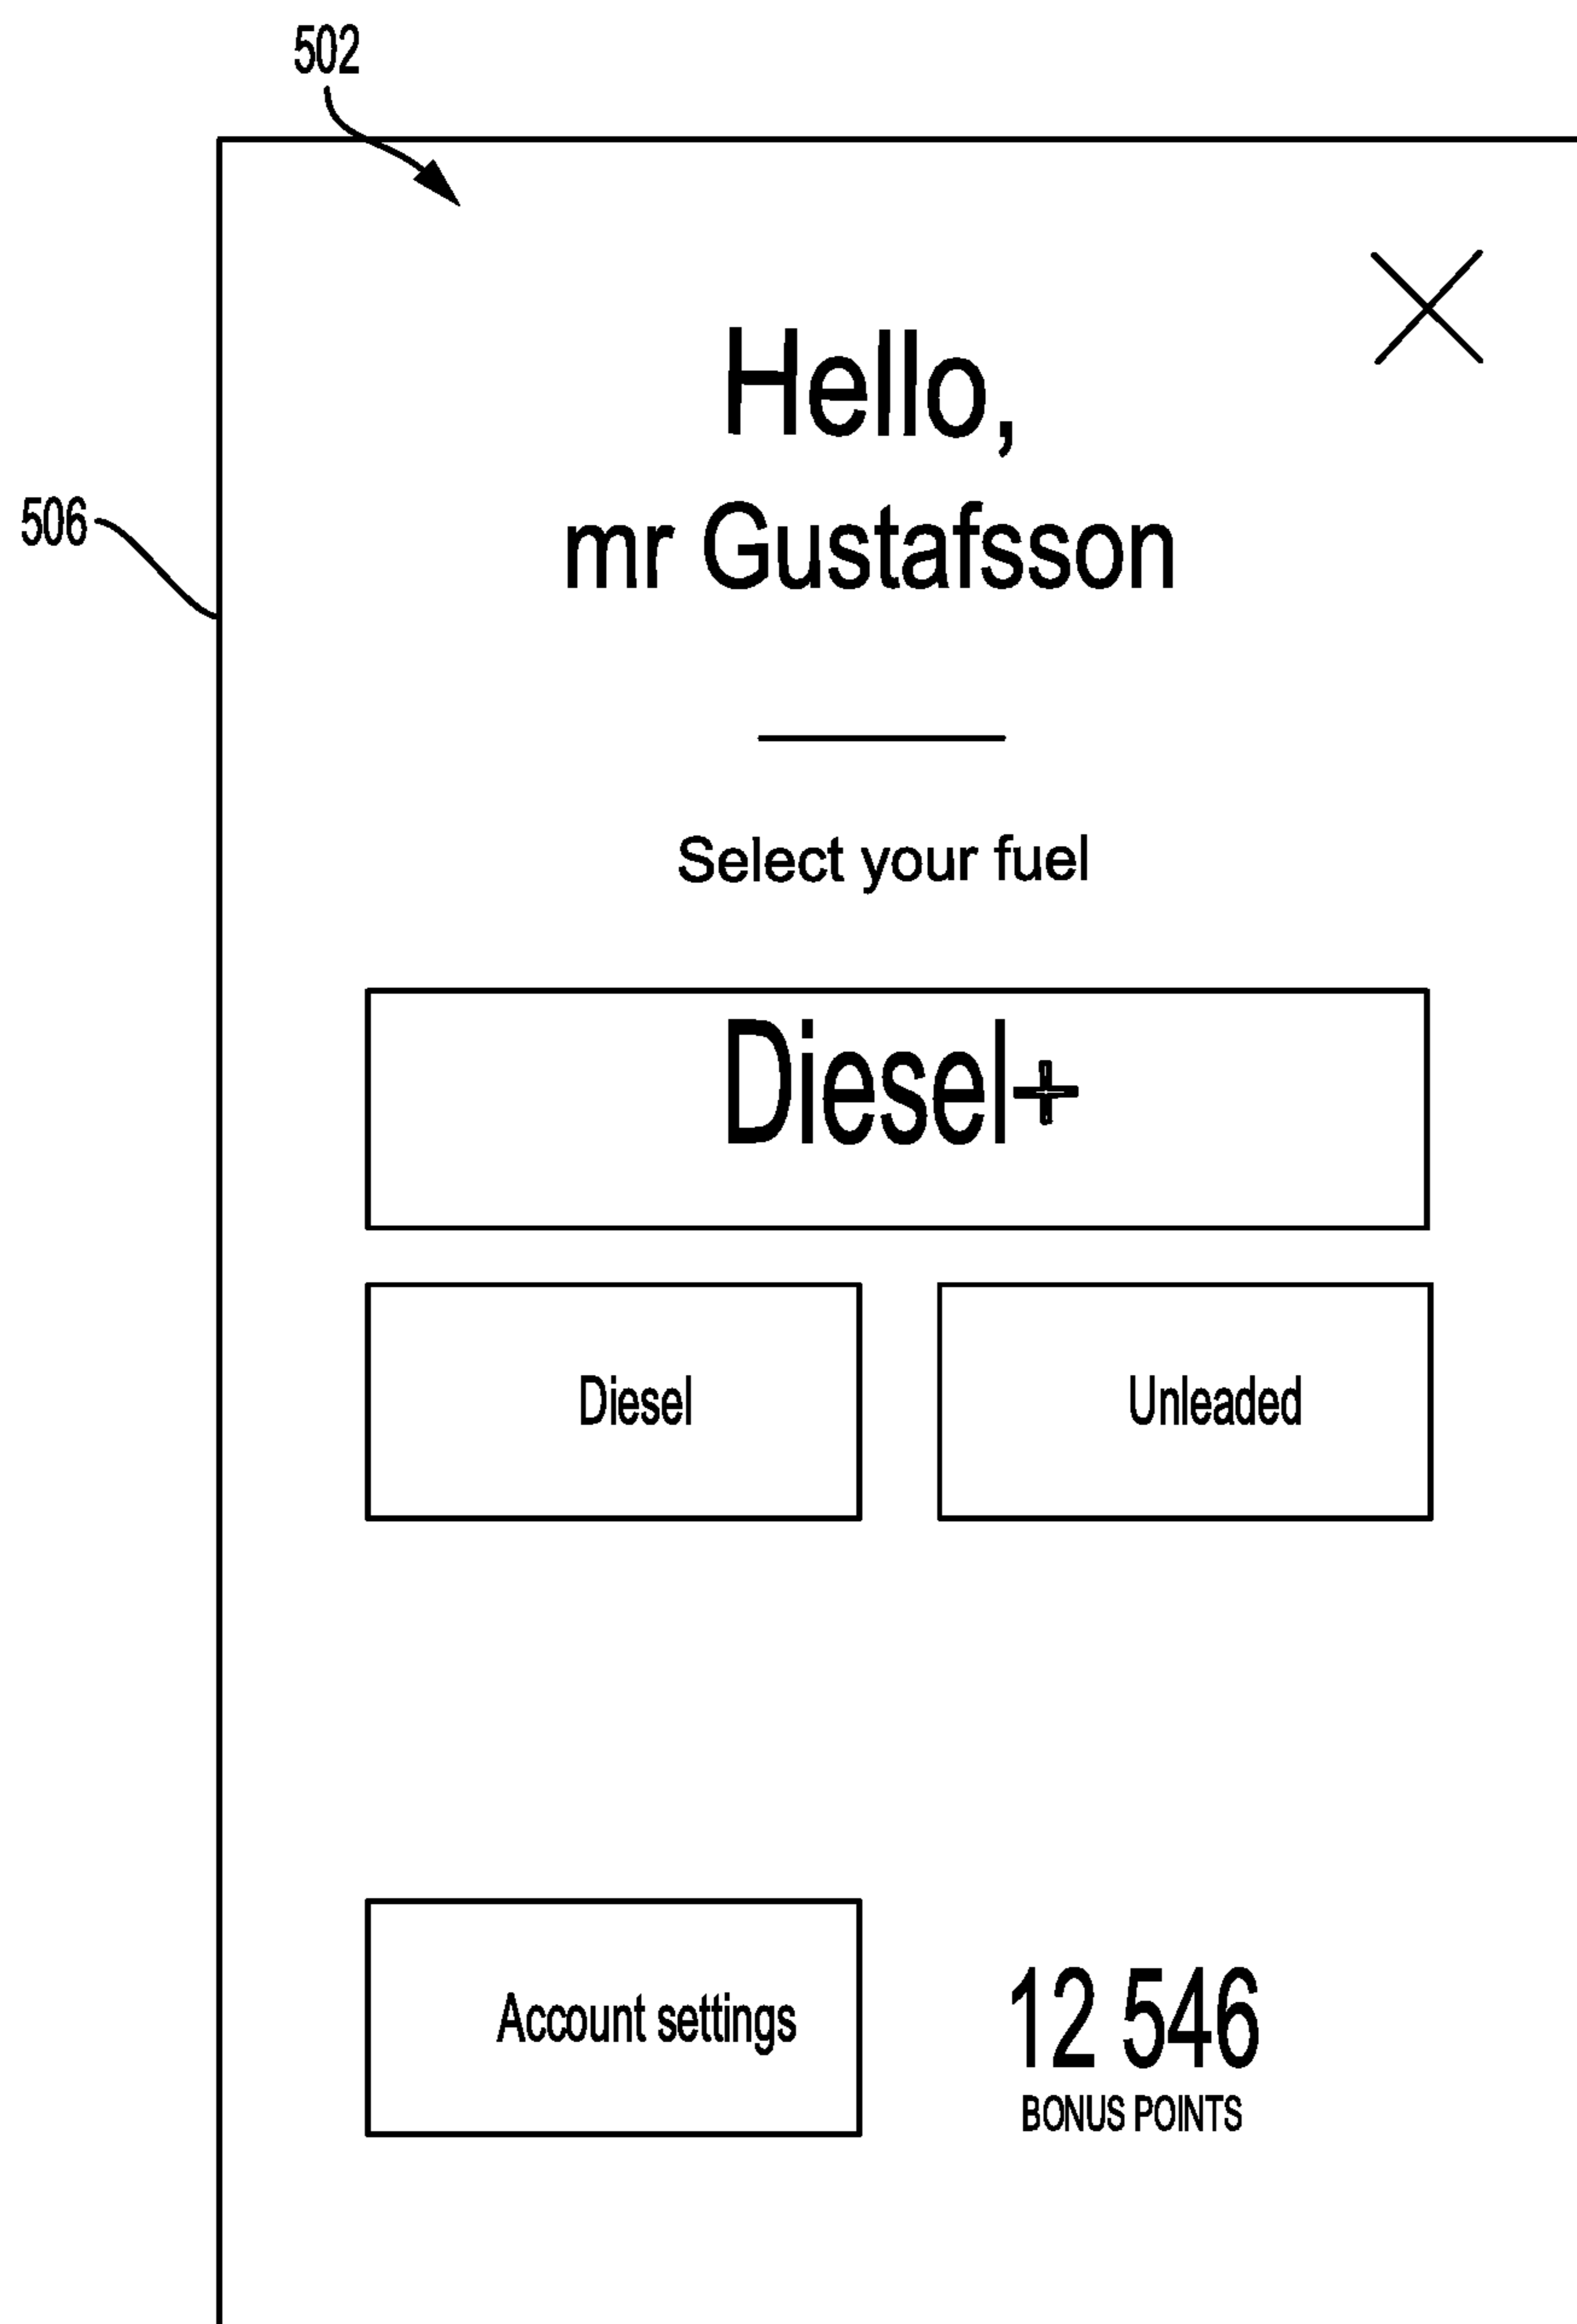 502
Hello,
mr Gustafsson
506
Select your fuel
Diesel+
Diesel
Unleaded
Account settings
12 546
BONUS POINTS